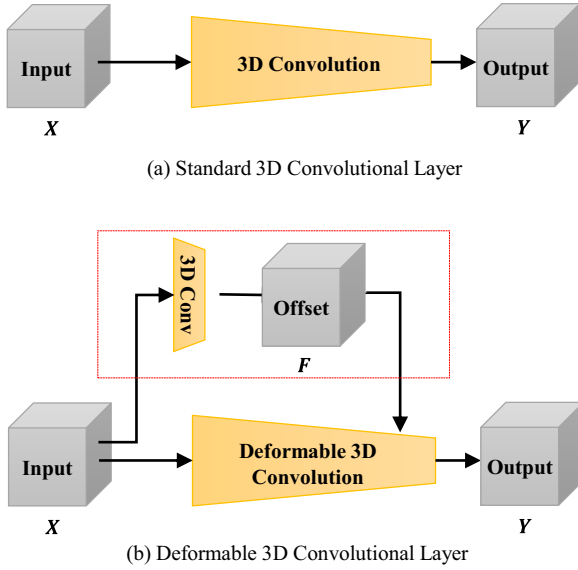 Input
3D Convolution
Output
X
Y
(a) Standard 3D Convolutional Layer
3D Conv
Offset
F
Input
Deformable 3D
Convolution
Output
X
Y
(b) Deformable 3D Convolutional Layer